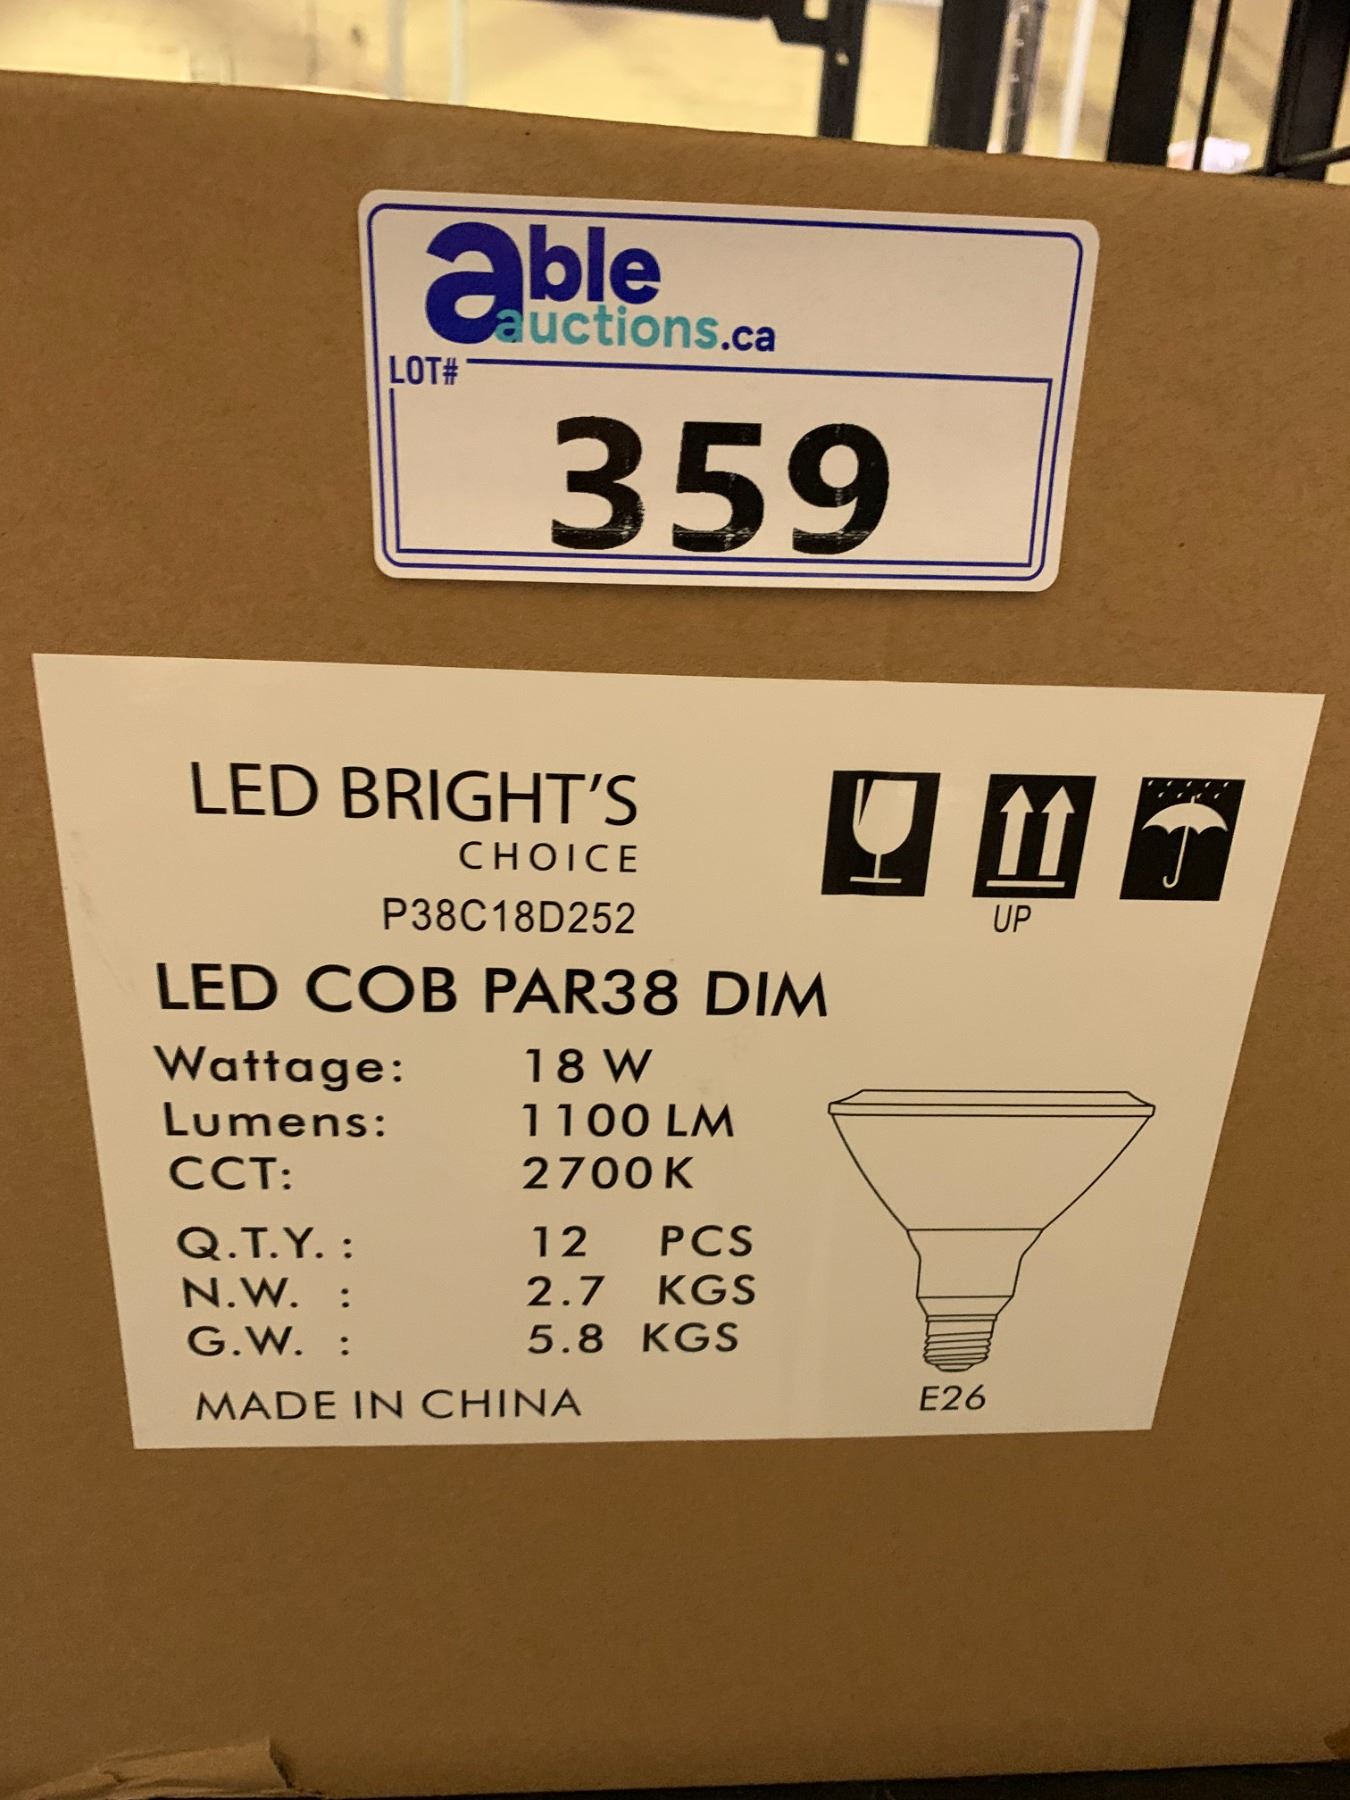 able
auctions.ca
LOT#
359
LED BRIGHT'S
CHOICE
P38C18D252
UP
LED COB PAR38 DIM
Wattage: 18 W
Lumens: 1100 LM
CCT: 2700 K
Q.T.Y. : 12 PCS
N.W. : 2.7 KGS
G.W. : 5.8 KGS
MADE IN CHINA
E26